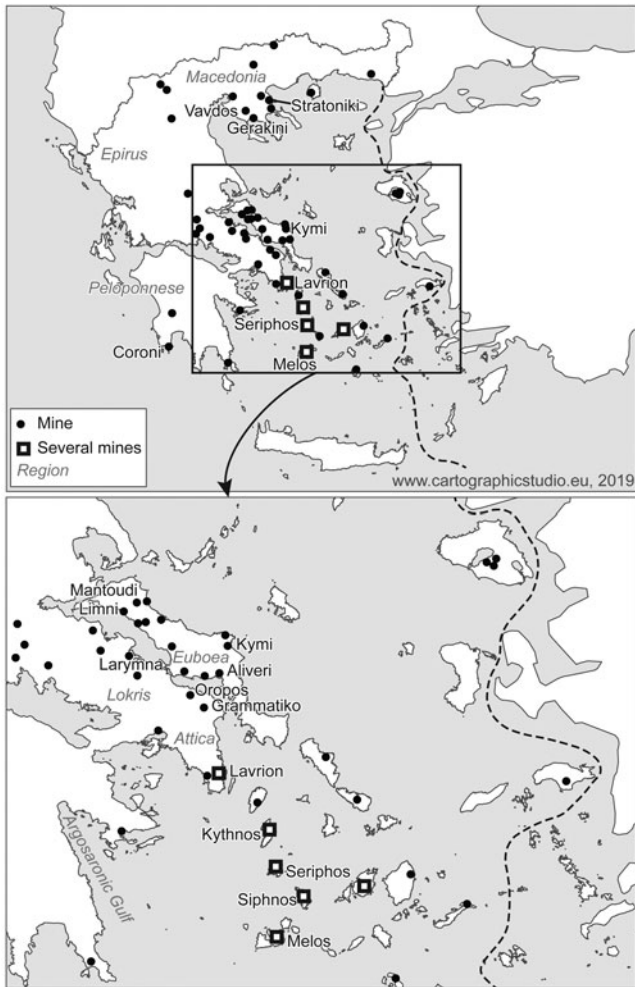 Macedonia
Stratoniki
Vavdos
Gerakini
Epirus
Kymi
Peloponnese
Lavrion
Seriphos
Coroni
Melos
Mine
Several mines
Region
www.cartographicstudio.eu, 2019
Mantoudi
Limni
Kymi
Larymna
Euboea
Aliveri
Lokris
Oropos
Grammatiko
Attica
Lavrion
Argosaronic Gulf
Kythnos
Seriphos
Siphnos
Melos